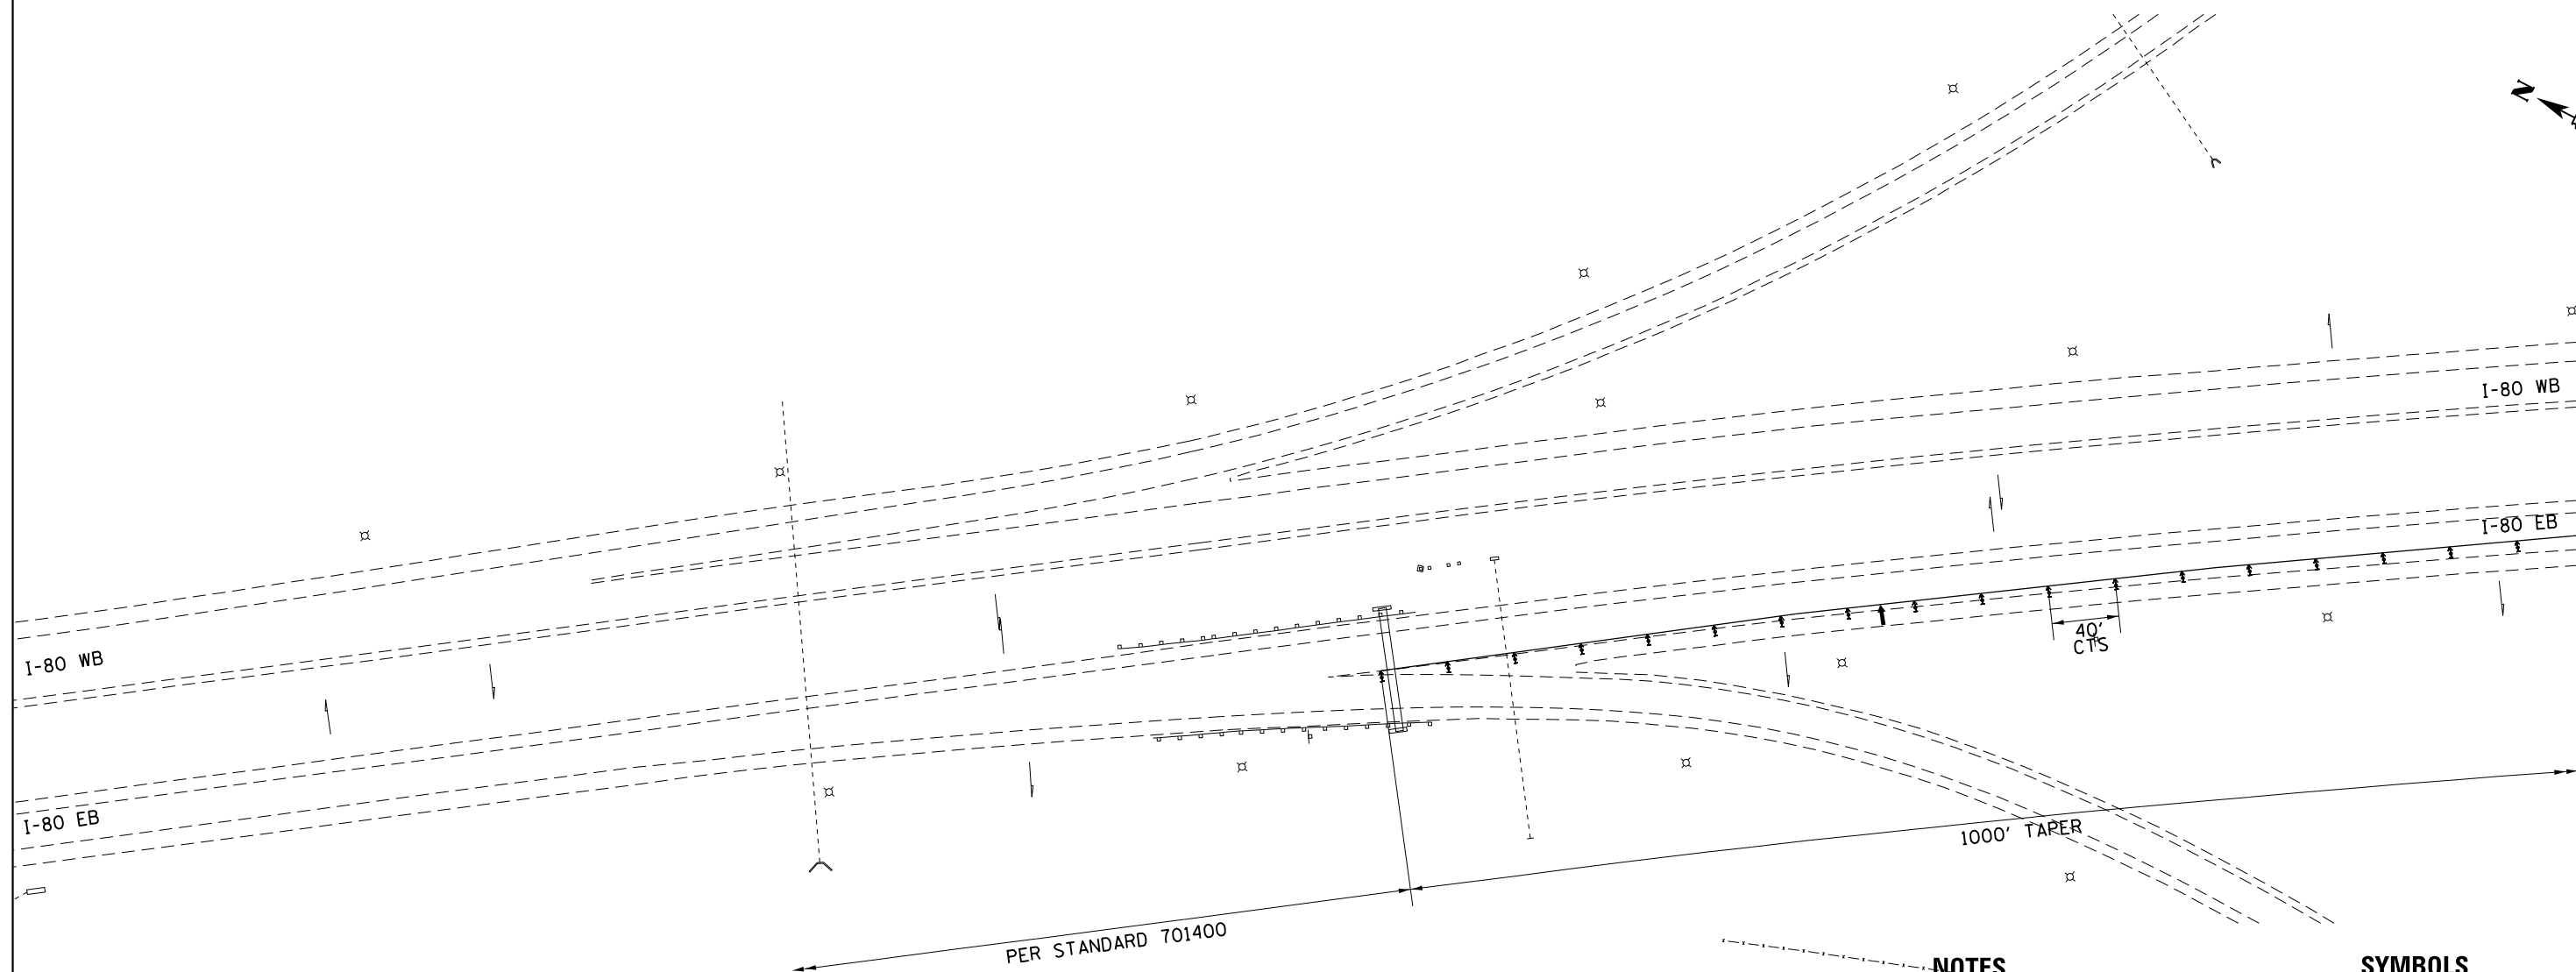 N
I-80 WB
I-80 EB
40'
CTS
I-80 WB
I-80 EB
1000' TAPER
PER STANDARD 701400
NOTES
SYMBOLS